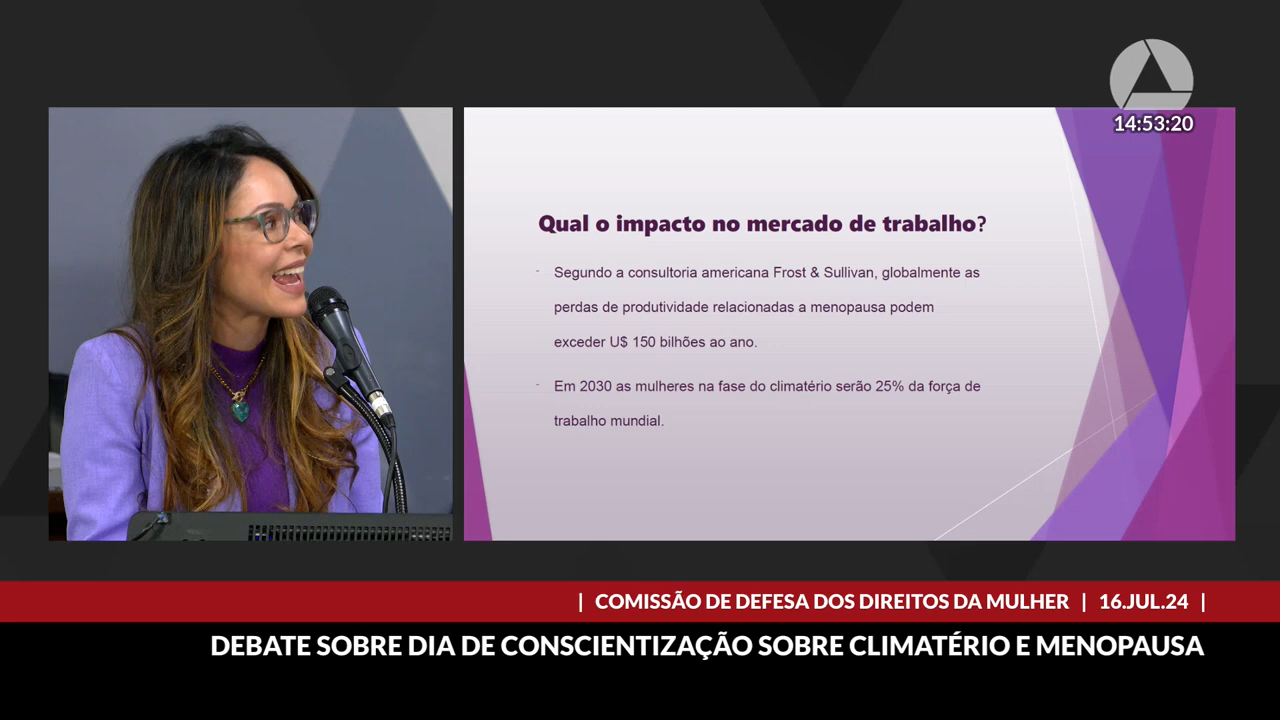 14:53:20
Qual o impacto no mercado de trabalho?
- Segundo a consultoria americana Frost & Sullivan, globalmente as
perdas de produtividade relacionadas a menopausa podem
exceder U$ 150 bilhões ao ano.
- Em 2030 as mulheres na fase do climatério serão 25% da força de
trabalho mundial.
| COMISSÃO DE DEFESA DOS DIREITOS DA MULHER | 16.JUL.24 |
DEBATE SOBRE DIA DE CONSCIENTIZAÇÃO SOBRE CLIMATÉRIO E MENOPAUSA